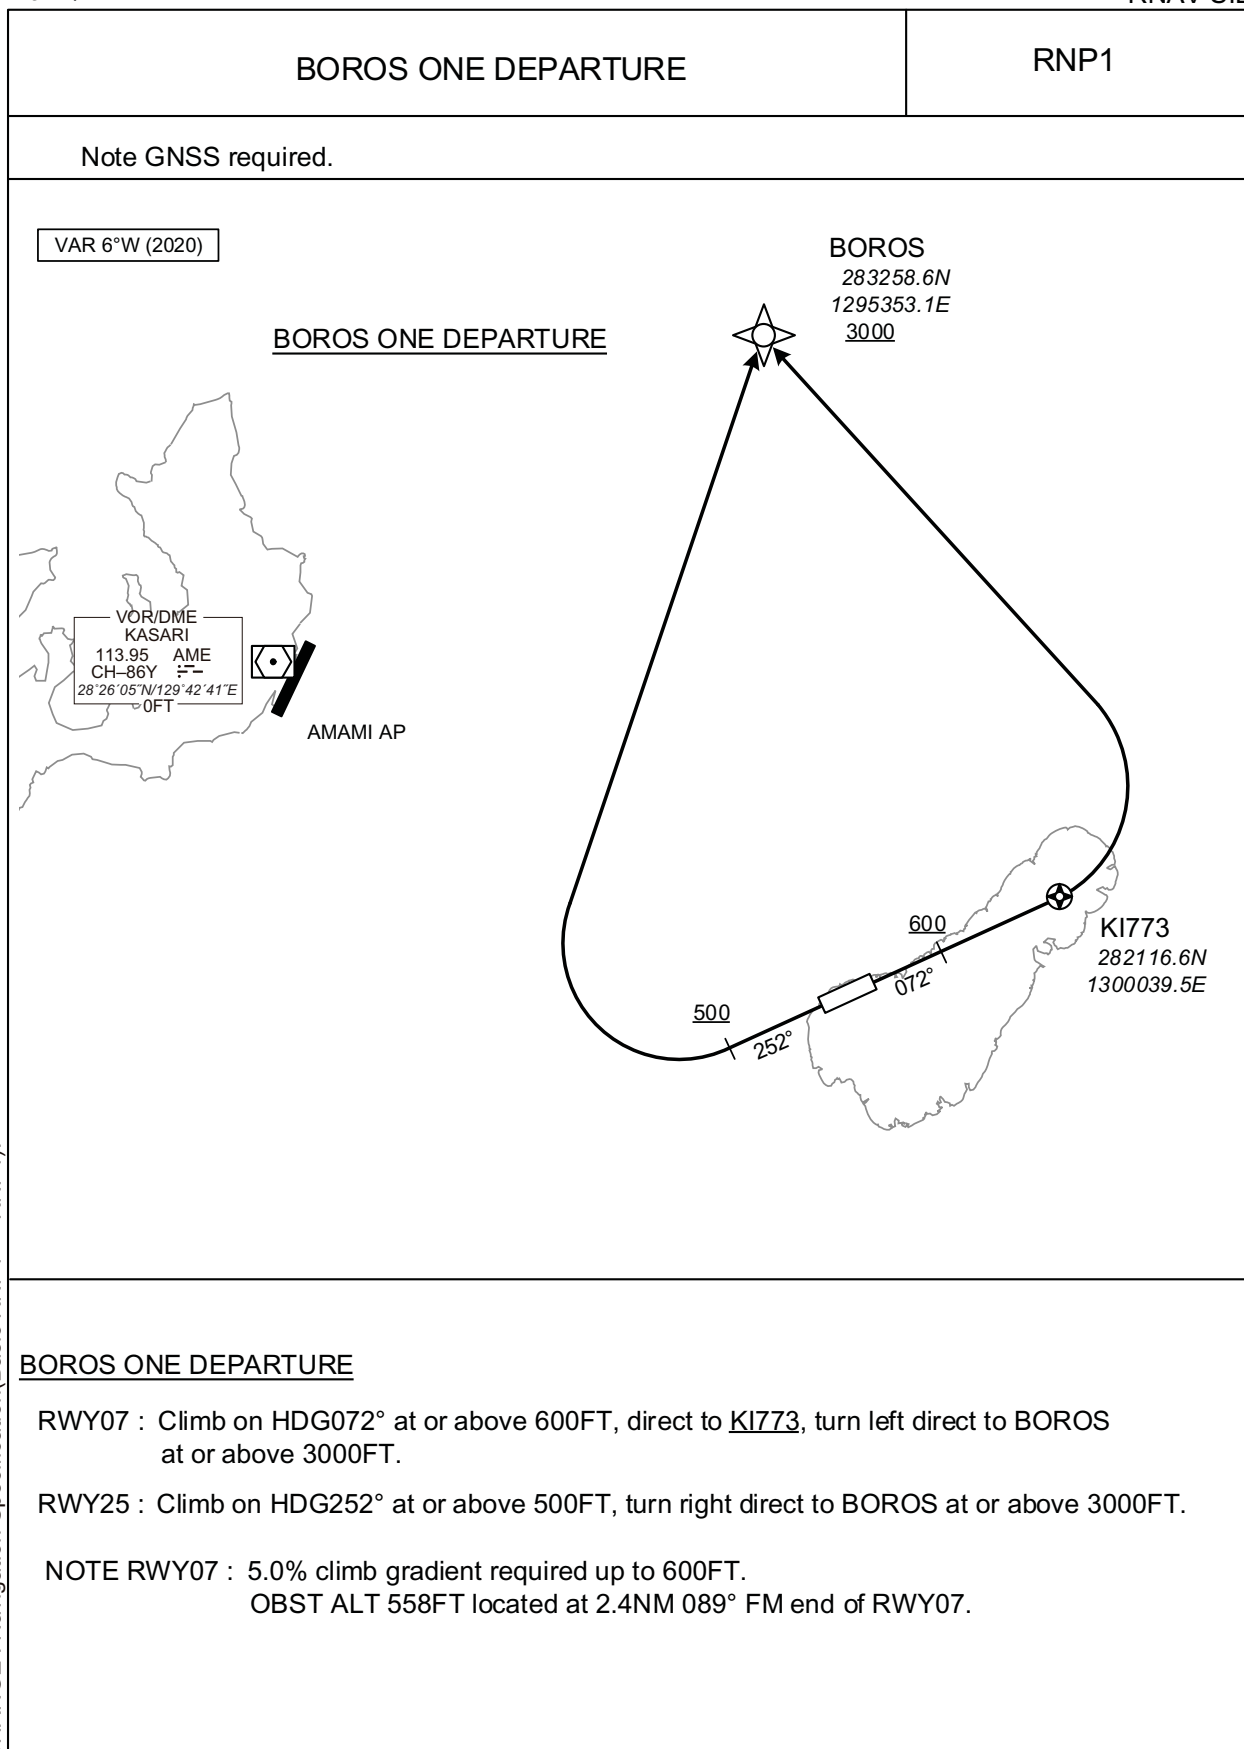 BOROS ONE DEPARTURE
RNP1
Note GNSS required.
VAR 6°W (2020)
BOROS
283258.6N
1295353.1E
3000
BOROS ONE DEPARTURE
VOR/DME
KASARI
113.95 AME
CH–86Y
28°26′05″N/129°42′41″E
0FT
AMAMI AP
600
KI773
282116.6N
1300039.5E
072°
500
252°
BOROS ONE DEPARTURE
RWY07 : Climb on HDG072° at or above 600FT, direct to KI773, turn left direct to BOROS
at or above 3000FT.
RWY25 : Climb on HDG252° at or above 500FT, turn right direct to BOROS at or above 3000FT.
NOTE RWY07 : 5.0% climb gradient required up to 600FT.
OBST ALT 558FT located at 2.4NM 089° FM end of RWY07.